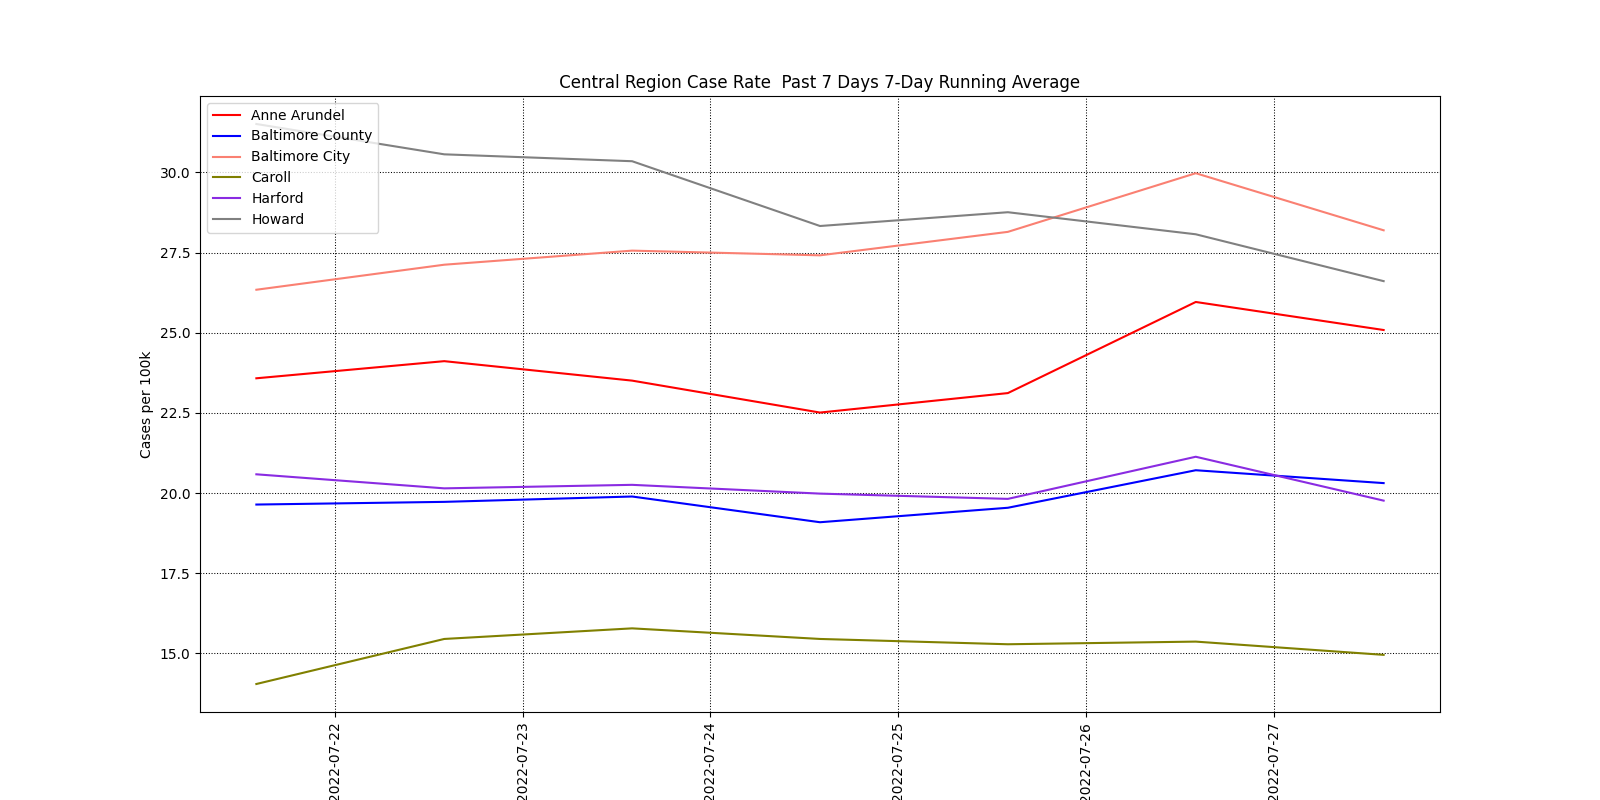 Central Region Case Rate  Past 7 Days 7-Day Running Average
Anne Arundel
Baltimore County
Baltimore City
Caroll
Harford
Howard
30.0
27.5
25.0
22.5
20.0
17.5
15.0
Cases per 100k
2022-07-22
2022-07-23
2022-07-24
2022-07-25
2022-07-26
2022-07-27